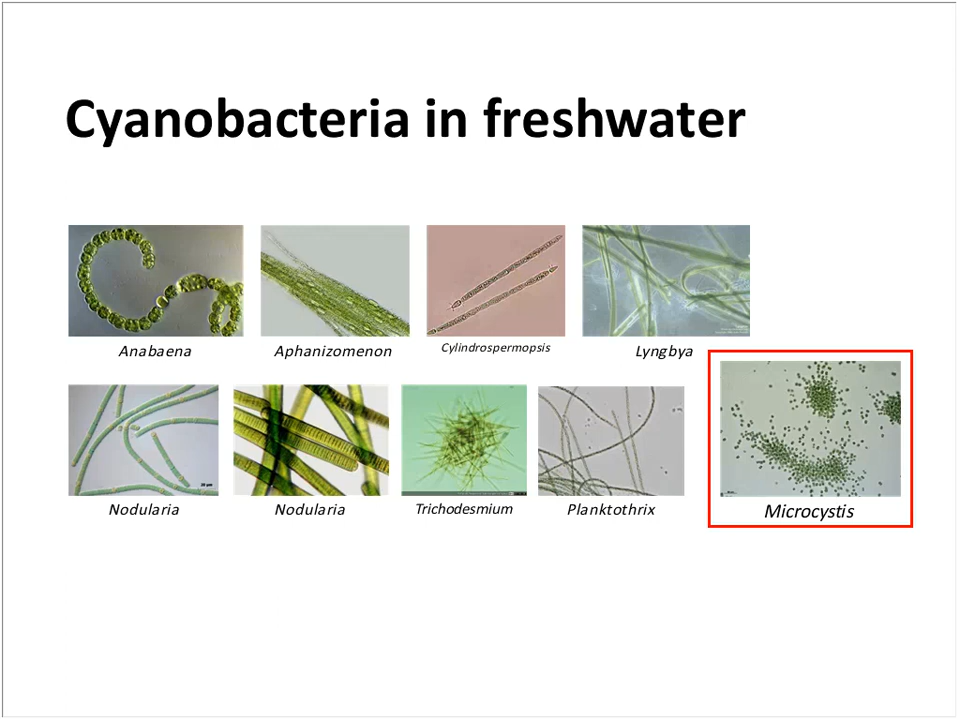 Cyanobacteria in freshwater
Anabaena
Aphanizomenon
Cylindrospermopsis
Lyngbya
Nodularia
Nodularia
Trichodesmium
Planktothrix
Microcystis